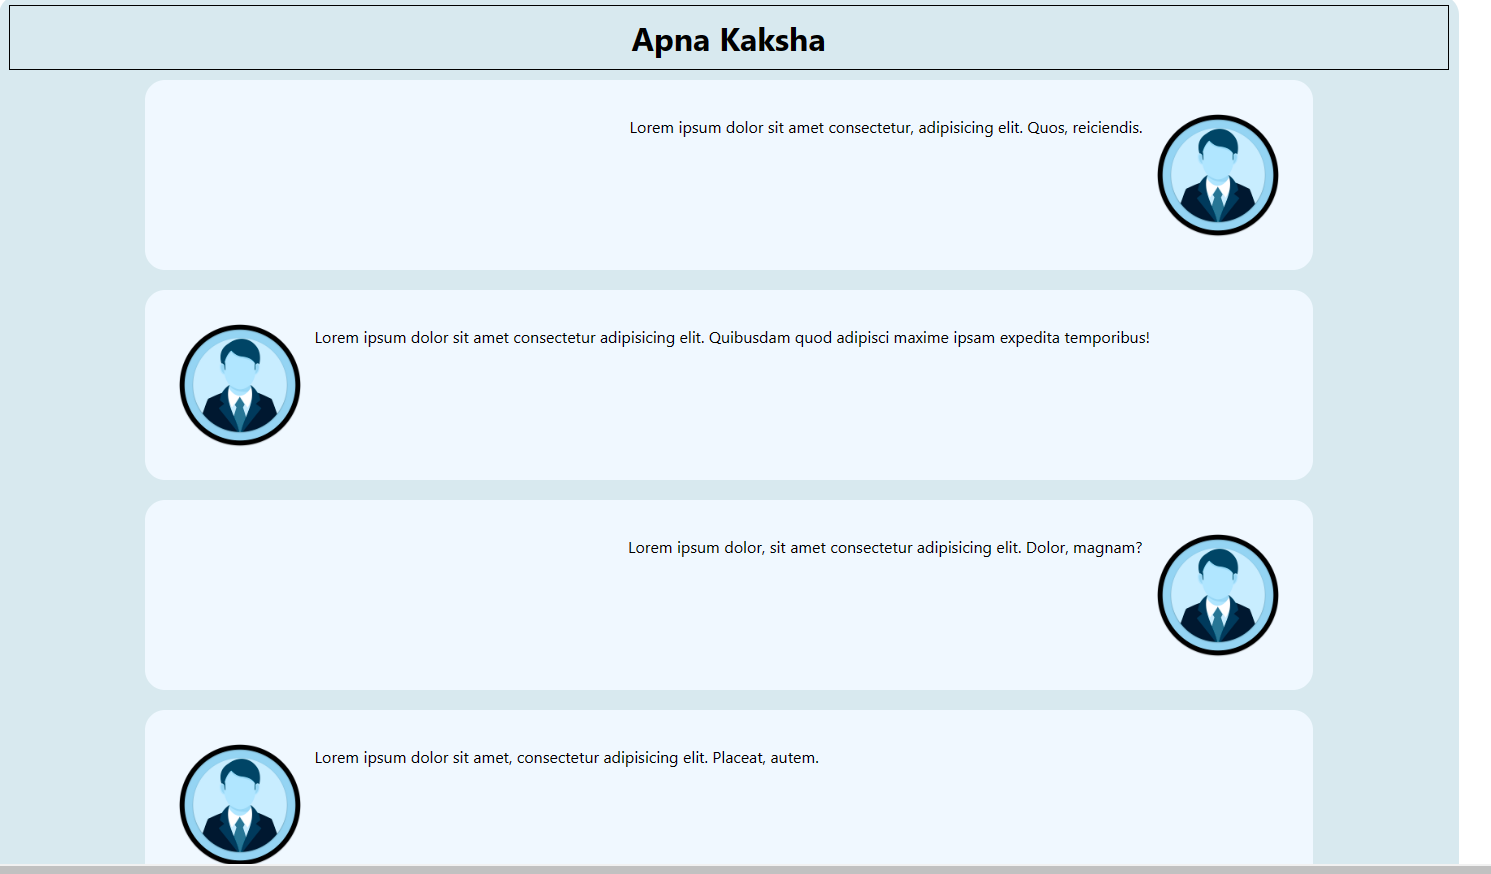 Apna Kaksha
Lorem ipsum dolor sit amet consectetur, adipisicing elit. Quos, reiciendis.
Lorem ipsum dolor sit amet consectetur adipisicing elit. Quibusdam quod adipisci maxime ipsam expedita temporibus!
Lorem ipsum dolor, sit amet consectetur adipisicing elit. Dolor, magnam?
Lorem ipsum dolor sit amet, consectetur adipisicing elit. Placeat, autem.